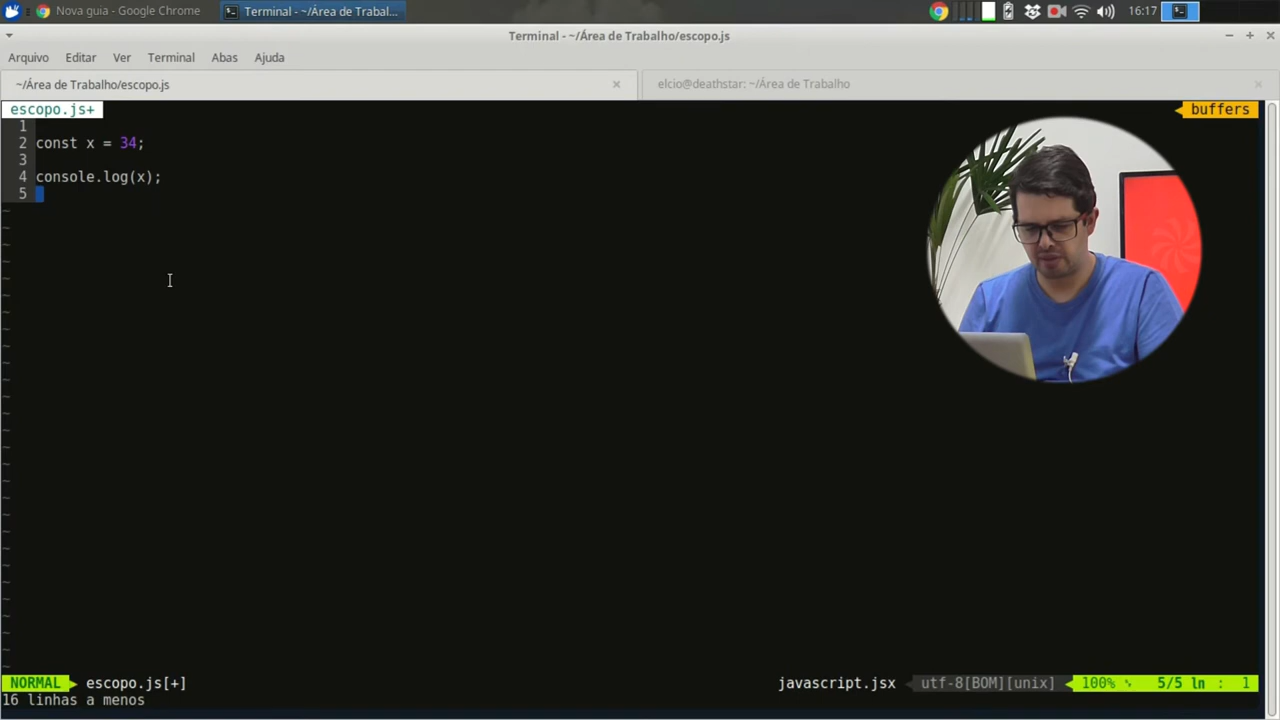 Nova guia - Google Chrome
Terminal - ~/Área de Trabal...
16:17
Terminal - ~/Área de Trabalho/escopo.js
Arquivo Editar Ver Terminal Abas Ajuda
~/Área de Trabalho/escopo.js
elcio@deathstar: ~/Área de Trabalho
escopo.js+
buffers
1
2 const x = 34;
3
4 console.log(x);
5
NORMAL escopo.js[+]
javascript.jsx utf-8[BOM][unix] 100% 5/5 ln : 1
16 linhas a menos